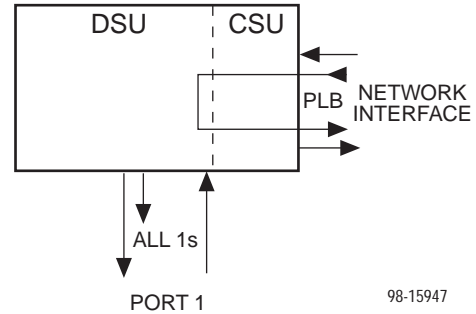 DSU
CSU
PLB
NETWORK
INTERFACE
ALL 1s
PORT 1
98-15947